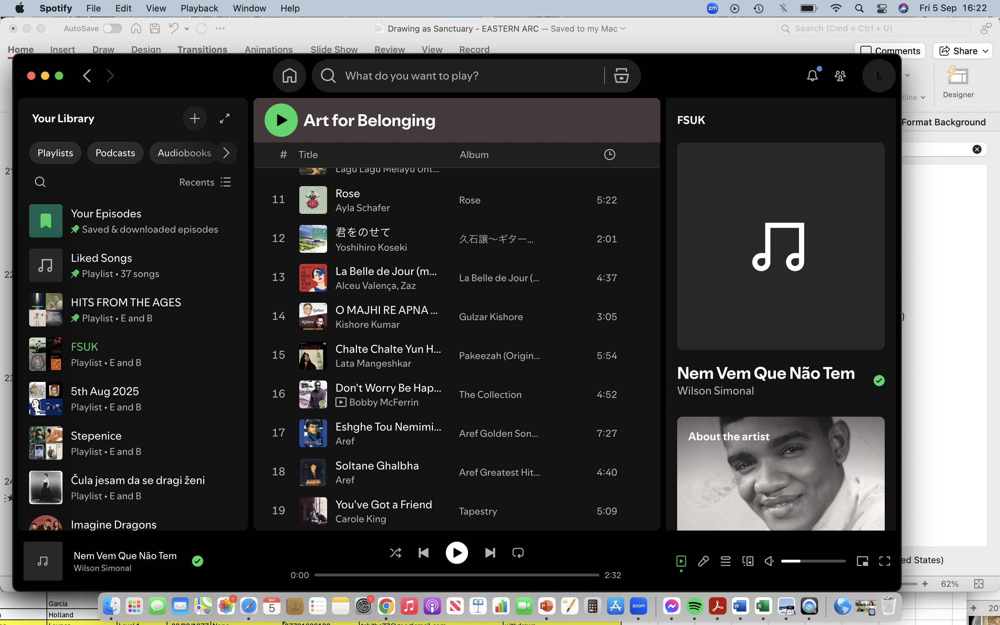 Spotify File Edit View Playback Window Help
zm Fri 5 Sep 16:22
AutoSave
Drawing as Sanctuary - EASTERN ARC — Saved to my Mac
Search (Cmd + Ctrl + U)
Home Insert Draw Design Transitions Animations Slide Show Review View Record
Comments Share
Designer
Format Background
What do you want to play?
L
Your Library
Playlists Podcasts Audiobooks
Recents
Your Episodes
Saved & downloaded episodes
Liked Songs
Playlist • 37 songs
HITS FROM THE AGES
Playlist • E and B
FSUK
Playlist • E and B
5th Aug 2025
Playlist • E and B
Stepenice
Playlist • E and B
Čula jesam da se dragi ženi
Playlist • E and B
Imagine Dragons
Art for Belonging
# Title Album
Lagu Lagu Melayu Unt...
11 Rose Rose 5:22
Ayla Schafer
12 君をのせて 久石譲〜ギター... 2:01
Yoshihiro Koseki
13 La Belle de Jour (m... La Belle de Jour (... 4:37
Alceu Valença, Zaz
14 O MAJHI RE APNA ... Gulzar Kishore 3:05
Kishore Kumar
15 Chalte Chalte Yun H... Pakeezah (Origin... 5:54
Lata Mangeshkar
16 Don't Worry Be Hap... The Collection 4:52
Bobby McFerrin
17 Eshghe Tou Nemimi... Aref Golden Son... 7:27
Aref
18 Soltane Ghalbha Aref Greatest Hit... 4:40
Aref
19 You've Got a Friend Tapestry 5:09
Carole King
FSUK
Nem Vem Que Não Tem
Wilson Simonal
About the artist
Nem Vem Que Não Tem
Wilson Simonal
0:00 2:32
ed States)
62%
Garcia
Holland
SEP
5
zoom